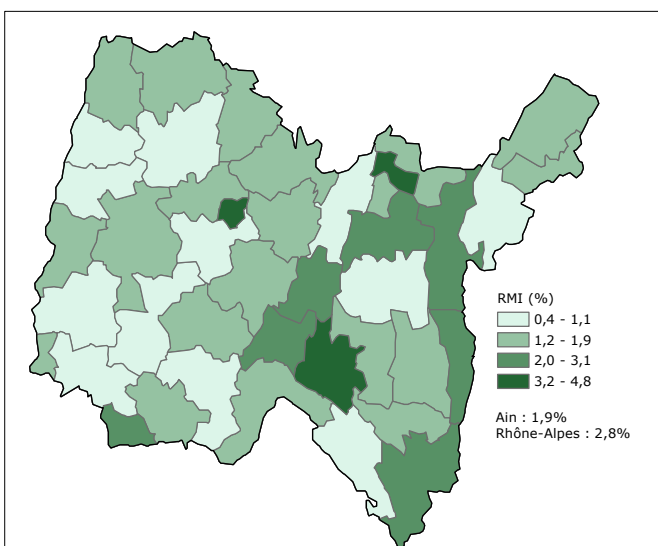 RMI (%)
0,4 - 1,1
1,2 - 1,9
2,0 - 3,1
3,2 - 4,8
Ain : 1,9%
Rhône-Alpes : 2,8%